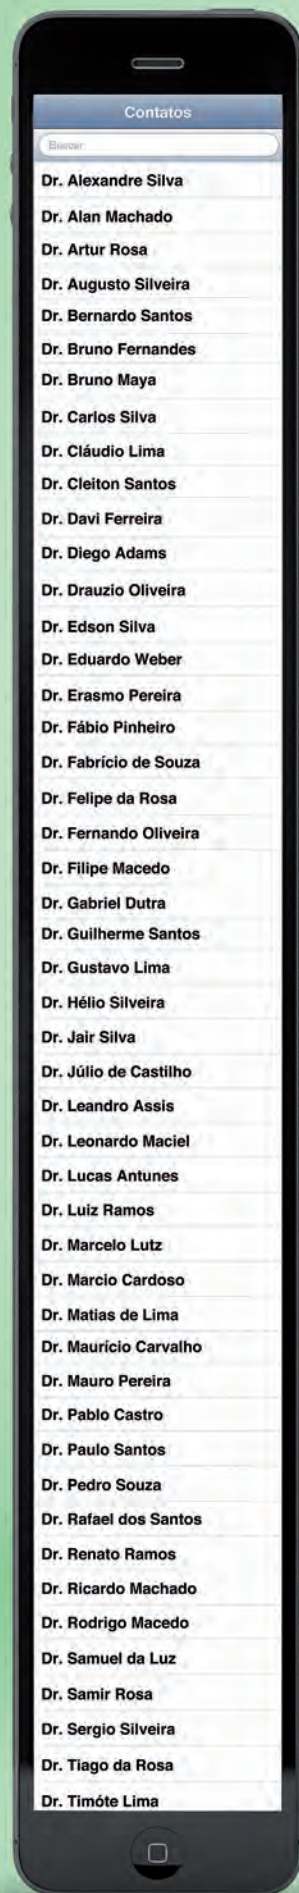 Contatos
Buscar
Dr. Alexandre Silva
Dr. Alan Machado
Dr. Artur Rosa
Dr. Augusto Silveira
Dr. Bernardo Santos
Dr. Bruno Fernandes
Dr. Bruno Maya
Dr. Carlos Silva
Dr. Cláudio Lima
Dr. Cleiton Santos
Dr. Davi Ferreira
Dr. Diego Adams
Dr. Drauzio Oliveira
Dr. Edson Silva
Dr. Eduardo Weber
Dr. Erasmo Pereira
Dr. Fábio Pinheiro
Dr. Fabrício de Souza
Dr. Felipe da Rosa
Dr. Fernando Oliveira
Dr. Filipe Macedo
Dr. Gabriel Dutra
Dr. Guilherme Santos
Dr. Gustavo Lima
Dr. Hélio Silveira
Dr. Jair Silva
Dr. Júlio de Castilho
Dr. Leandro Assis
Dr. Leonardo Maciel
Dr. Lucas Antunes
Dr. Luiz Ramos
Dr. Marcelo Lutz
Dr. Marcio Cardoso
Dr. Matias de Lima
Dr. Maurício Carvalho
Dr. Mauro Pereira
Dr. Pablo Castro
Dr. Paulo Santos
Dr. Pedro Souza
Dr. Rafael dos Santos
Dr. Renato Ramos
Dr. Ricardo Machado
Dr. Rodrigo Macedo
Dr. Samuel da Luz
Dr. Samir Rosa
Dr. Sergio Silveira
Dr. Tiago da Rosa
Dr. Timóte Lima